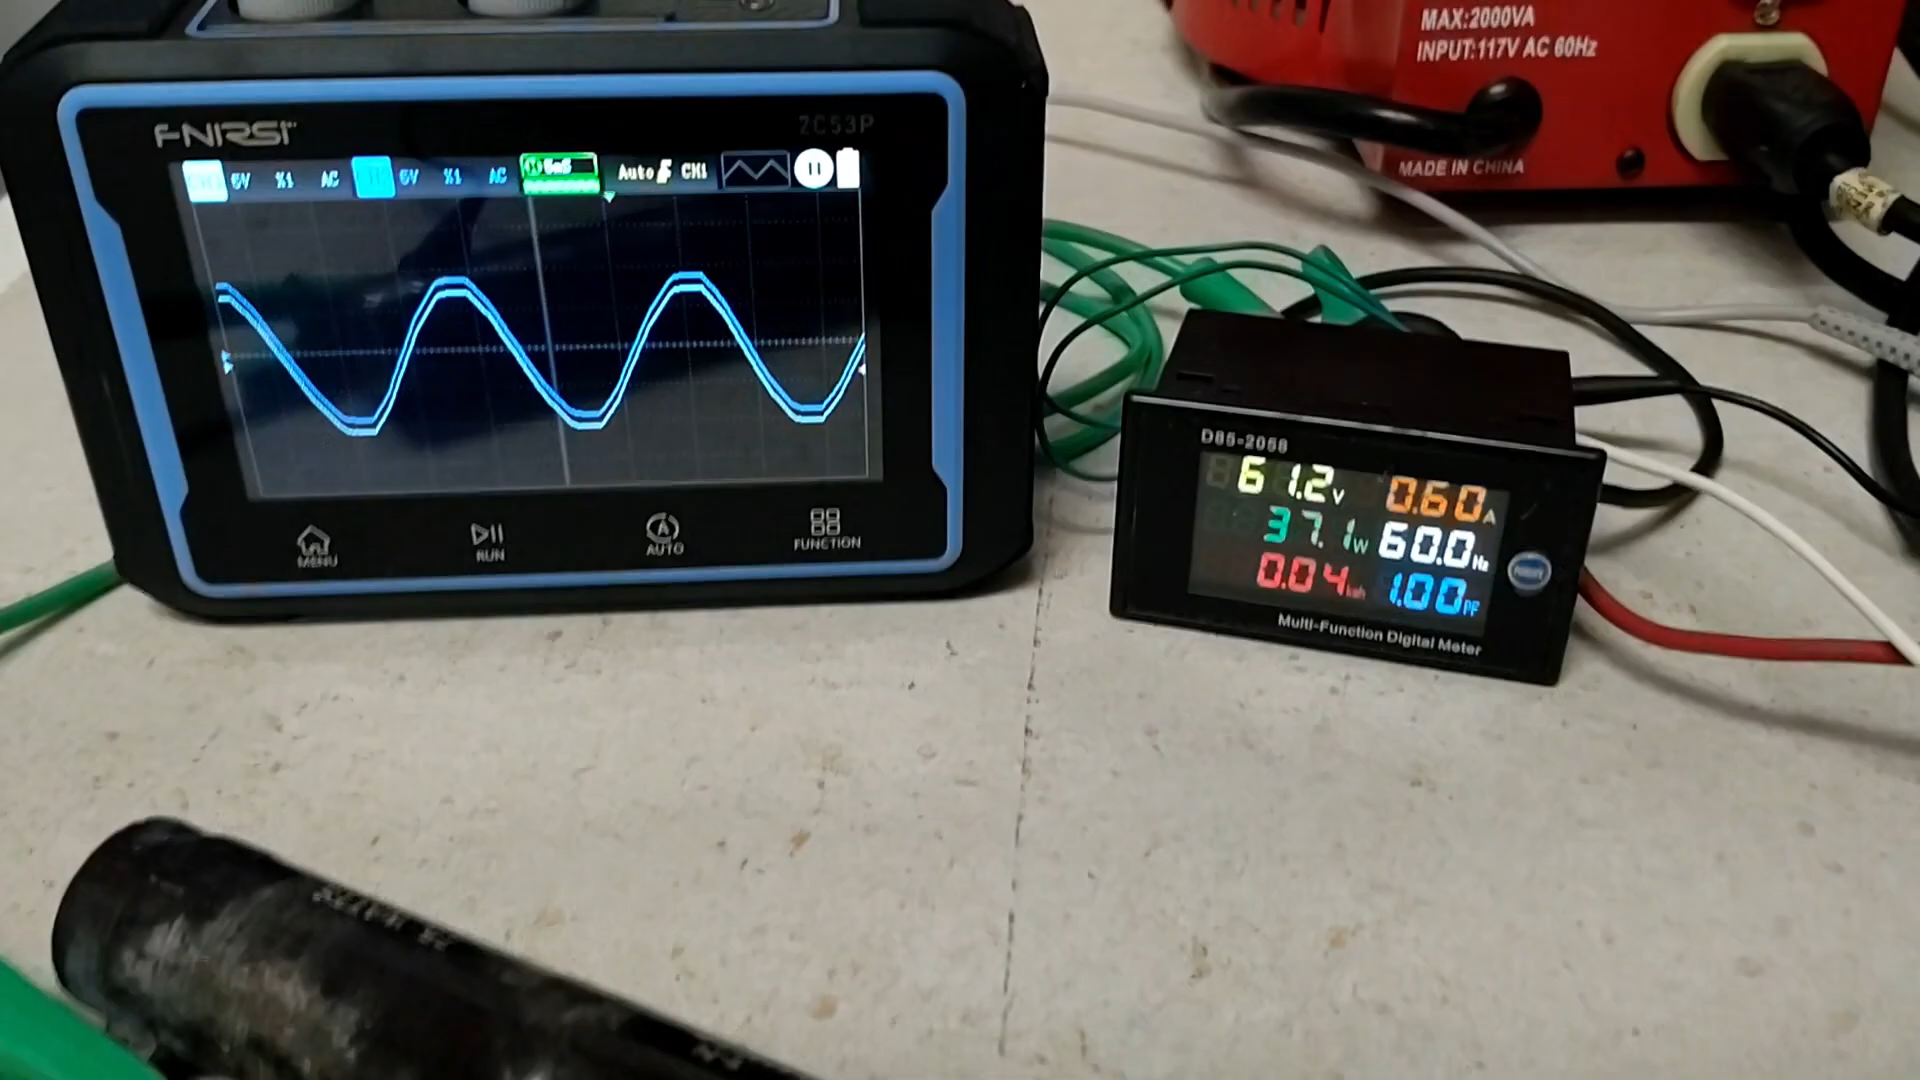 MAX:2000VA
INPUT:117V AC 60Hz
MADE IN CHINA
FNIRSI
2C53P
5V X1 AC 5V X1 AC 5mS Auto CH1
MENU
RUN
AUTO
FUNCTION
D85-2058
61.2V 0.60A
37.1W 60.0Hz
0.04kwh 1.00PF
Multi-Function Digital Meter